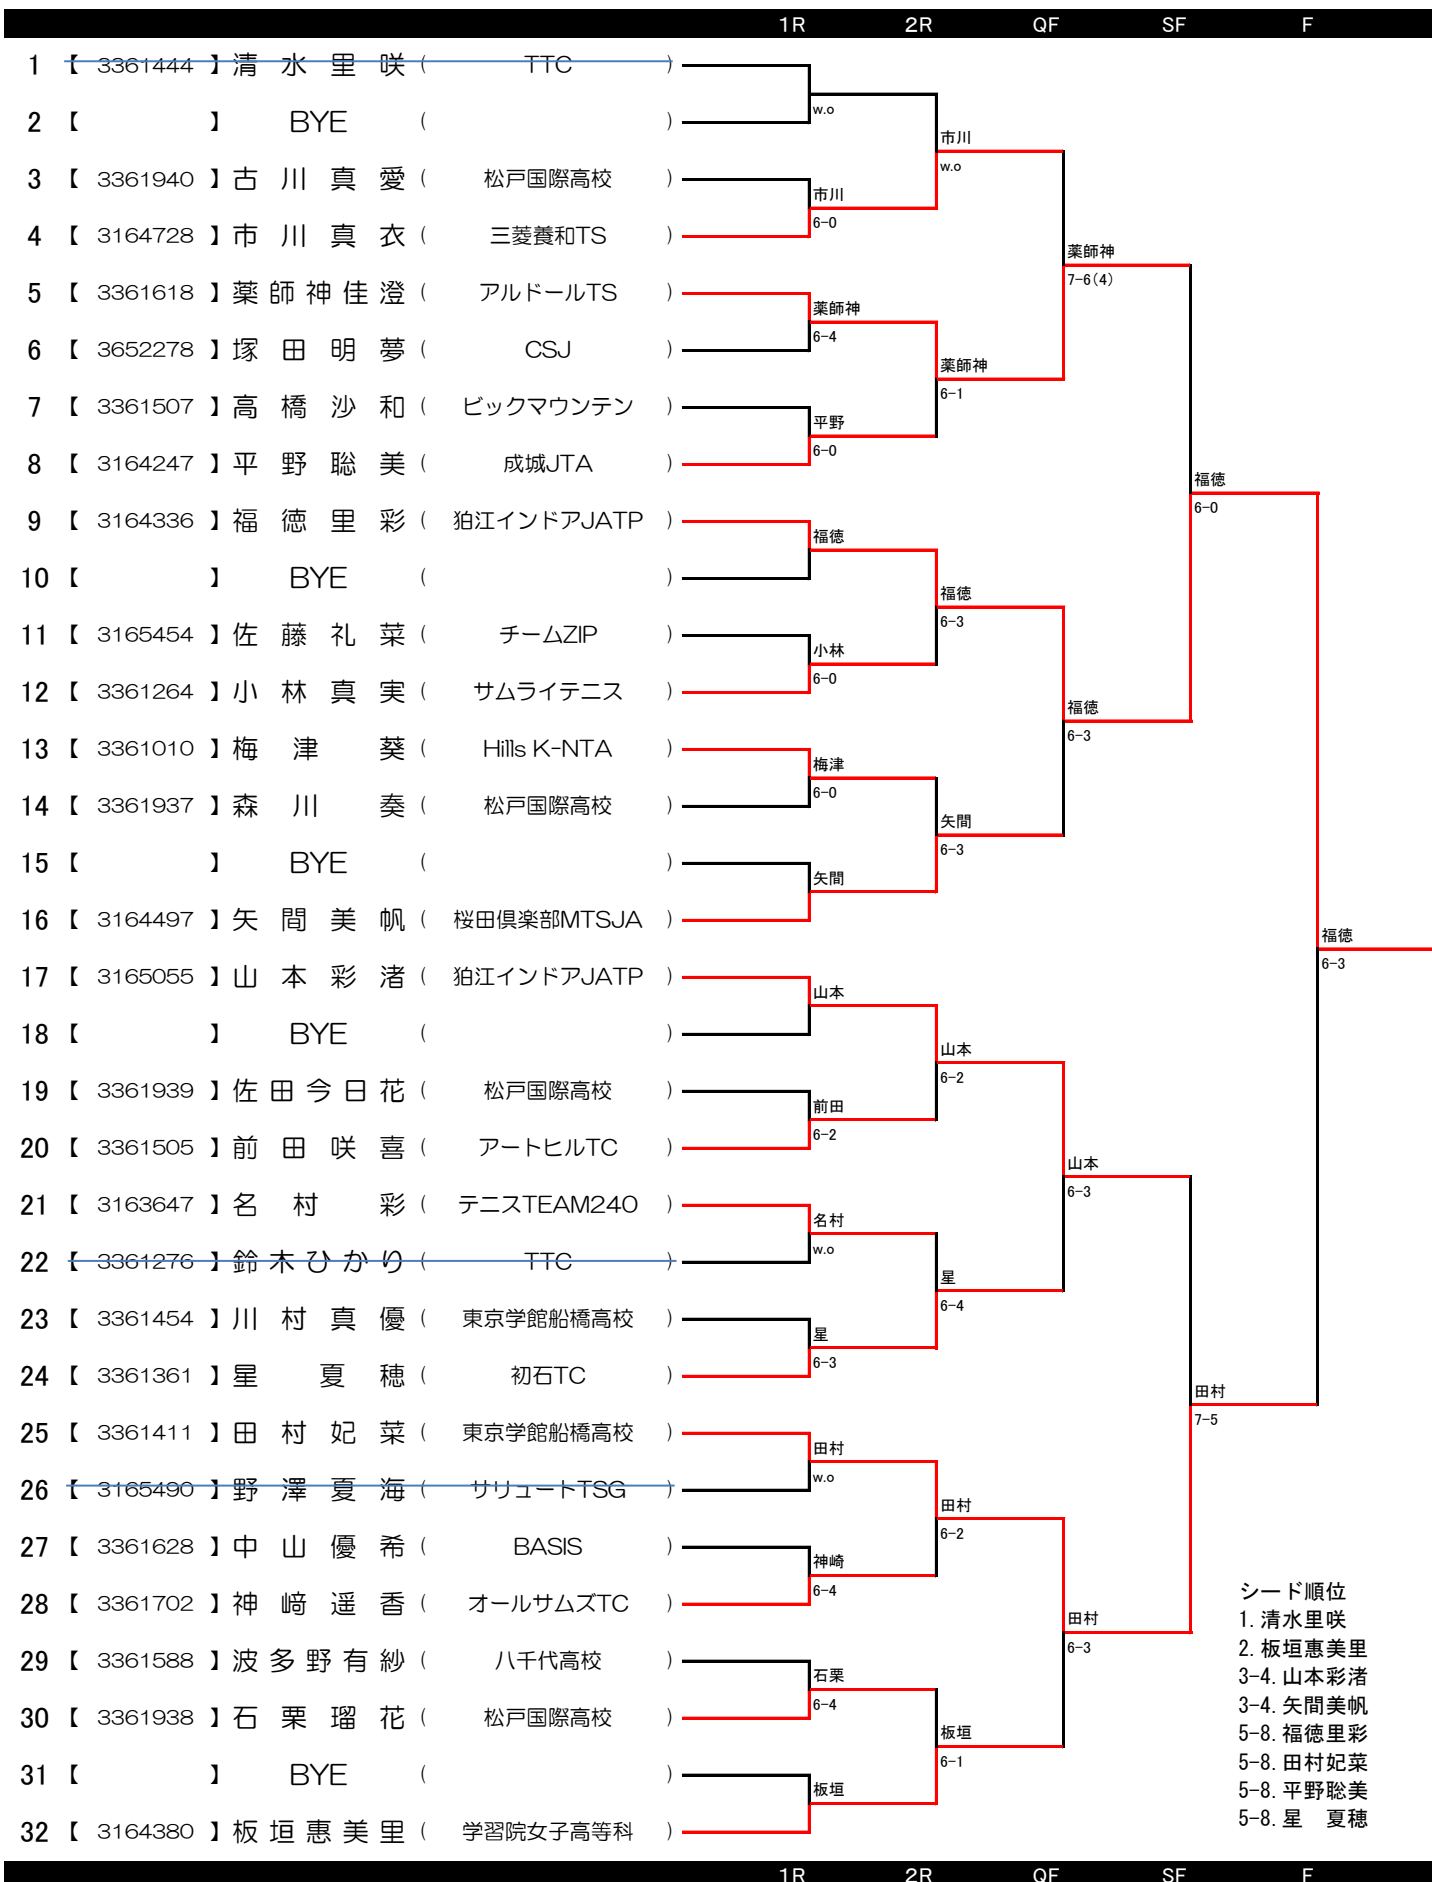 1R 2R QF SF F
1 【 3361444 】 清水里咲 ( TTC )
w.o
2 【 】 BYE ( )
市川
w.o
3 【 3361940 】 古川真愛 ( 松戸国際高校 )
市川
6-0
4 【 3164728 】 市川真衣 ( 三菱養和TS )
薬師神
7-6(4)
5 【 3361618 】 薬師神佳澄 ( アルドールTS )
薬師神
6-4
6 【 3652278 】 塚田明夢 ( CSJ )
薬師神
6-1
7 【 3361507 】 高橋沙和 ( ビックマウンテン )
平野
6-0
8 【 3164247 】 平野聡美 ( 成城JTA )
福徳
6-0
9 【 3164336 】 福徳里彩 ( 狛江インドアJATP )
福徳
10 【 】 BYE ( )
福徳
6-3
11 【 3165454 】 佐藤礼菜 ( チームZIP )
小林
6-0
12 【 3361264 】 小林真実 ( サムライテニス )
福徳
6-3
13 【 3361010 】 梅津葵 ( Hills K-NTA )
梅津
6-0
14 【 3361937 】 森川奏 ( 松戸国際高校 )
矢間
6-3
15 【 】 BYE ( )
矢間
16 【 3164497 】 矢間美帆 ( 桜田倶楽部MTSJA )
福徳
6-3
17 【 3165055 】 山本彩渚 ( 狛江インドアJATP )
山本
18 【 】 BYE ( )
山本
6-2
19 【 3361939 】 佐田今日花 ( 松戸国際高校 )
前田
6-2
20 【 3361505 】 前田咲喜 ( アートヒルTC )
山本
6-3
21 【 3163647 】 名村彩 ( テニスTEAM240 )
名村
w.o
22 【 3361276 】 鈴木ひかり ( TTC )
星
6-4
23 【 3361454 】 川村真優 ( 東京学館船橋高校 )
星
6-3
24 【 3361361 】 星夏穂 ( 初石TC )
田村
7-5
25 【 3361411 】 田村妃菜 ( 東京学館船橋高校 )
田村
w.o
26 【 3165490 】 野澤夏海 ( サリュートTSG )
田村
6-2
27 【 3361628 】 中山優希 ( BASIS )
神崎
6-4
28 【 3361702 】 神﨑遥香 ( オールサムズTC )
田村
6-3
29 【 3361588 】 波多野有紗 ( 八千代高校 )
石栗
6-4
30 【 3361938 】 石栗瑠花 ( 松戸国際高校 )
板垣
6-1
31 【 】 BYE ( )
板垣
32 【 3164380 】 板垣惠美里 ( 学習院女子高等科 )
シード順位
1. 清水里咲
2. 板垣惠美里
3-4. 山本彩渚
3-4. 矢間美帆
5-8. 福徳里彩
5-8. 田村妃菜
5-8. 平野聡美
5-8. 星　夏穂
1R 2R QF SF F